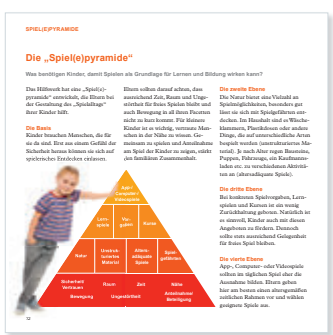 SPIEL(E)PYRAMIDE
Die „Spiel(e)pyramide“
Was benötigen Kinder, damit Spielen als Grundlage für Lernen und Bildung wirken kann?
Das Hilfswerk hat eine „Spiel(e)-
pyramide“ entwickelt, die Eltern bei
der Gestaltung des „Spielalltags“
ihrer Kinder hilft.
Die Basis
Kinder brauchen Menschen, die für
sie da sind. Erst aus einem Gefühl der
Sicherheit heraus können sie sich auf
spielerisches Entdecken einlassen.
Eltern sollten darauf achten, dass
ausreichend Zeit, Raum und Unge-
störtheit für freies Spielen bleibt und
auch Bewegung in all ihren Facetten
nicht zu kurz kommt. Für kleinere
Kinder ist es wichtig, vertraute Men-
schen in der Nähe zu wissen. Ge-
meinsam zu spielen und Anteilnahme
am Spiel der Kinder zu zeigen, stärkt
den familiären Zusammenhalt.
Die zweite Ebene
Die Natur bietet eine Vielzahl an
Spielmöglichkeiten, besonders gut
lässt sie sich mit Spielgefährten ent-
decken. Im Haushalt sind es Wäsche-
klammern, Plastikdosen oder andere
Dinge, die auf unterschiedliche Arten
bespielt werden (unstrukturiertes Ma-
terial). Je nach Alter regen Bausteine,
Puppen, Fahrzeuge, ein Kaufmanns-
laden etc. zu verschiedenen Aktivitä-
ten an (altersadäquate Spiele).
Die dritte Ebene
Bei konkreten Spielvorgaben, Lern-
spielen und Kursen ist ein wenig
Zurückhaltung geboten. Natürlich ist
es sinnvoll, Kinder auch mit diesen
Angeboten zu fördern. Dennoch
sollte stets ausreichend Gelegenheit
für freies Spiel bleiben.
Die vierte Ebene
App-, Computer- oder Videospiele
sollten im täglichen Spiel eher die
Ausnahme bilden. Eltern geben
hier am besten einen altersgemäßen
zeitlichen Rahmen vor und wählen
geeignete Spiele aus.
App-/
Computer-/
Videospiele
Lern-
spiele
Vor-
gaben
Kurse
Natur
Unstruk-
turiertes
Material
Alters-
adäquate
Spiele
Spiel-
gefährten
Sicherheit/
Vertrauen
Raum
Zeit
Nähe
Bewegung
Ungestörtheit
Anteilnahme/
Beteiligung
12